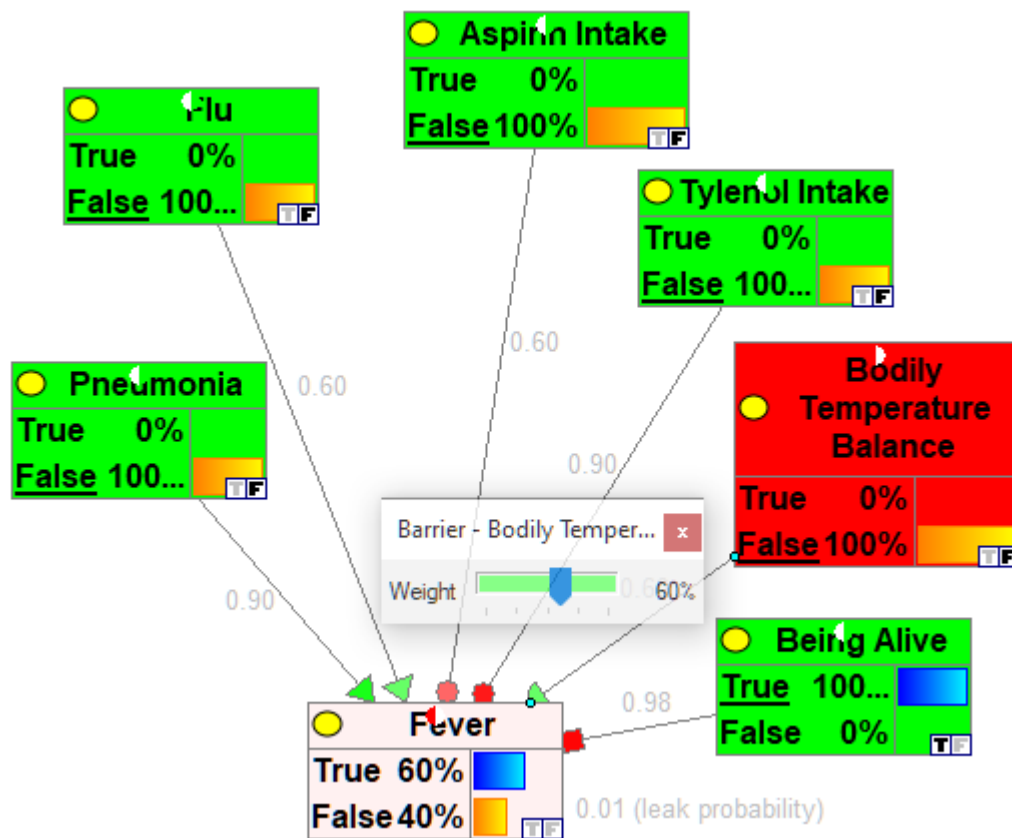 Aspirin Intake
True 0%
False 100%
T F
Flu
True 0%
False 100...
T F
Tylenol Intake
True 0%
False 100...
T F
0.60
0.60
0.90
Pneumonia
True 0%
False 100...
T F
0.90
Bodily
Temperature
Balance
True 0%
False 100%
T F
Barrier - Bodily Temper... x
Weight 60%
Being Alive
True 100...
False 0%
T F
0.98
Fever
True 60%
False 40%
T F
0.01 (leak probability)